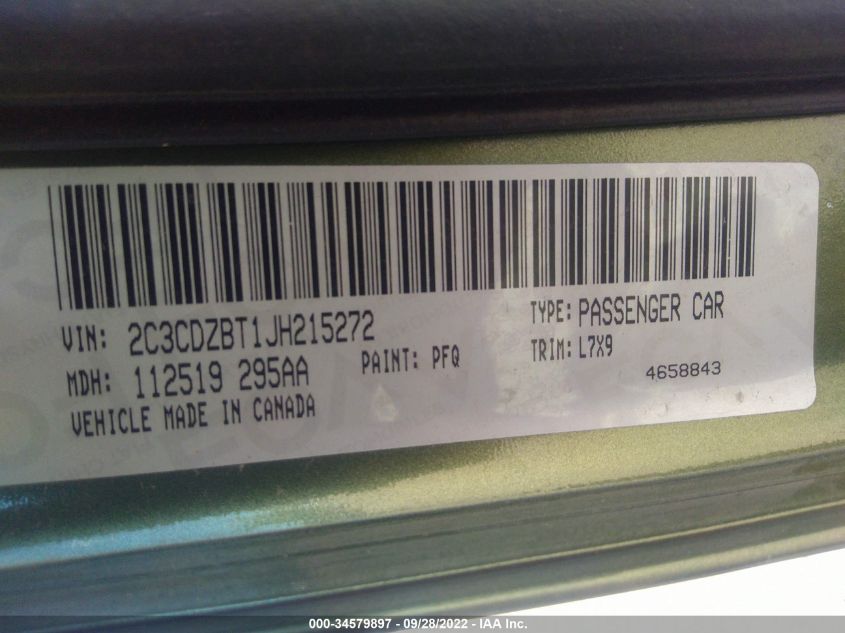 VIN: 2C3CDZBT1JH215272
TYPE: PASSENGER CAR
MDH: 112519 295AA
PAINT: PFQ
TRIM: L7X9
4658843
VEHICLE MADE IN CANADA
000-34579897 - 09/28/2022 - IAA Inc.